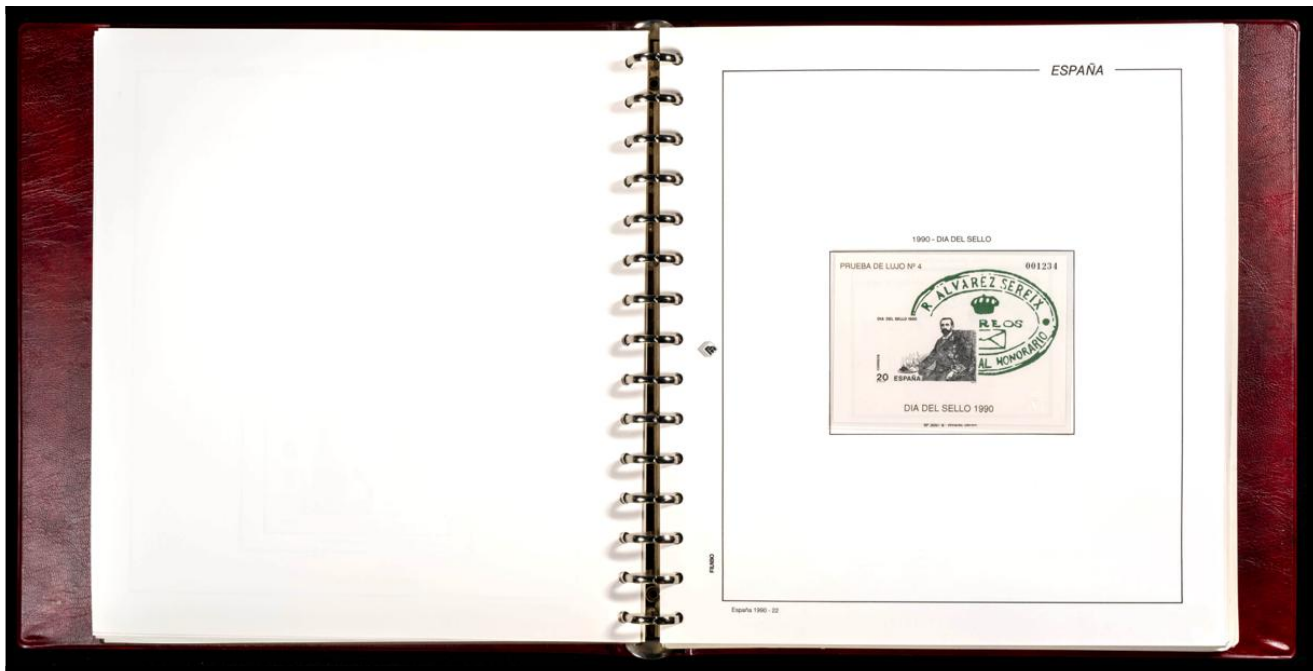 ESPAÑA
1990 - DIA DEL SELLO
PRUEBA DE LUJO Nº 4
001234
R ALVAREZ SEREIX
REOS
AL HONORARIO
DIA DEL SELLO
CORREOS
20 ESPAÑA
DIA DEL SELLO 1990
FILABO
España 1990 - 22